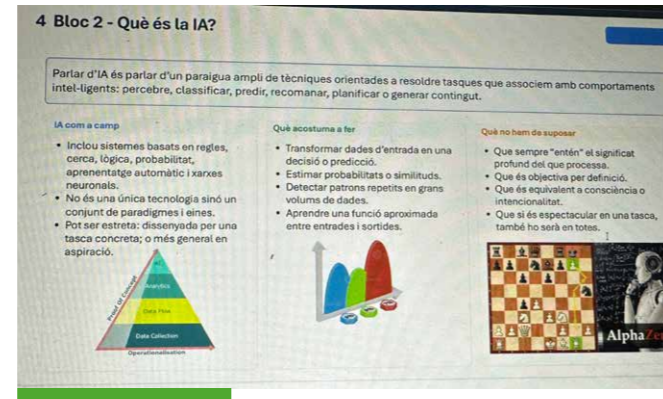 4 Bloc 2 - Què és la IA?
Parlar d'IA és parlar d'un paraigua ampli de tècniques orientades a resoldre tasques que associem amb comportaments
intel·ligents: percebre, classificar, predir, recomanar, planificar o generar contingut.
IA com a camp
• Inclou sistemes basats en regles,
cerca, lògica, probabilitat,
aprenentatge automàtic i xarxes
neuronals.
• No és una única tecnologia sinó un
conjunt de paradigmes i eines.
• Pot ser estreta: dissenyada per una
tasca concreta; o més general en
aspiració.
AI
Analytics
Data Flow
Data Collection
Proof Of Concept
Operationalisation
Què acostuma a fer
• Transformar dades d'entrada en una
decisió o predicció.
• Estimar probabilitats o similituds.
• Detectar patrons repetits en grans
volums de dades.
• Aprendre una funció aproximada
entre entrades i sortides.
Què no hem de suposar
• Que sempre "entén" el significat
profund del que processa.
• Que és objectiva per definició.
• Que és equivalent a consciència o
intencionalitat.
• Que si és espectacular en una tasca,
també ho serà en totes.
AlphaZe